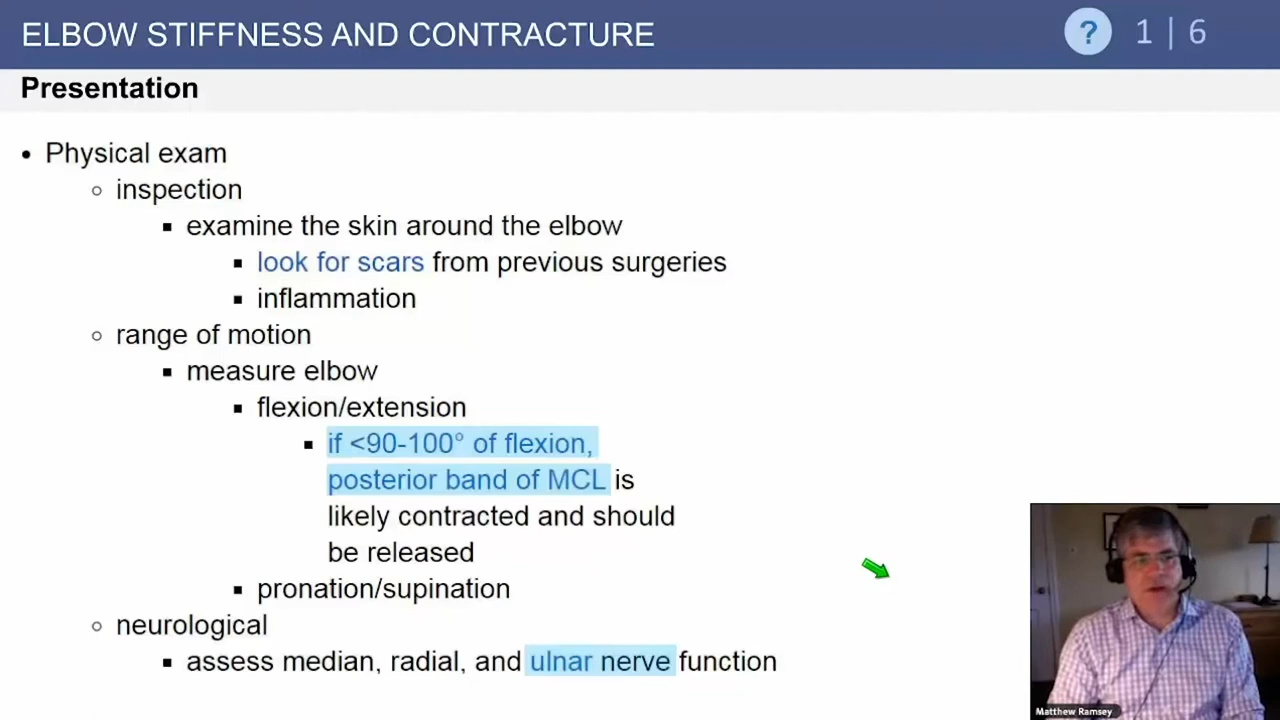 ELBOW STIFFNESS AND CONTRACTURE
? 1 | 6
Presentation
• Physical exam
○ inspection
▪ examine the skin around the elbow
▪ look for scars from previous surgeries
▪ inflammation
○ range of motion
▪ measure elbow
▪ flexion/extension
▪ if <90-100° of flexion,
posterior band of MCL is
likely contracted and should
be released
▪ pronation/supination
○ neurological
▪ assess median, radial, and ulnar nerve function
Matthew Ramsey